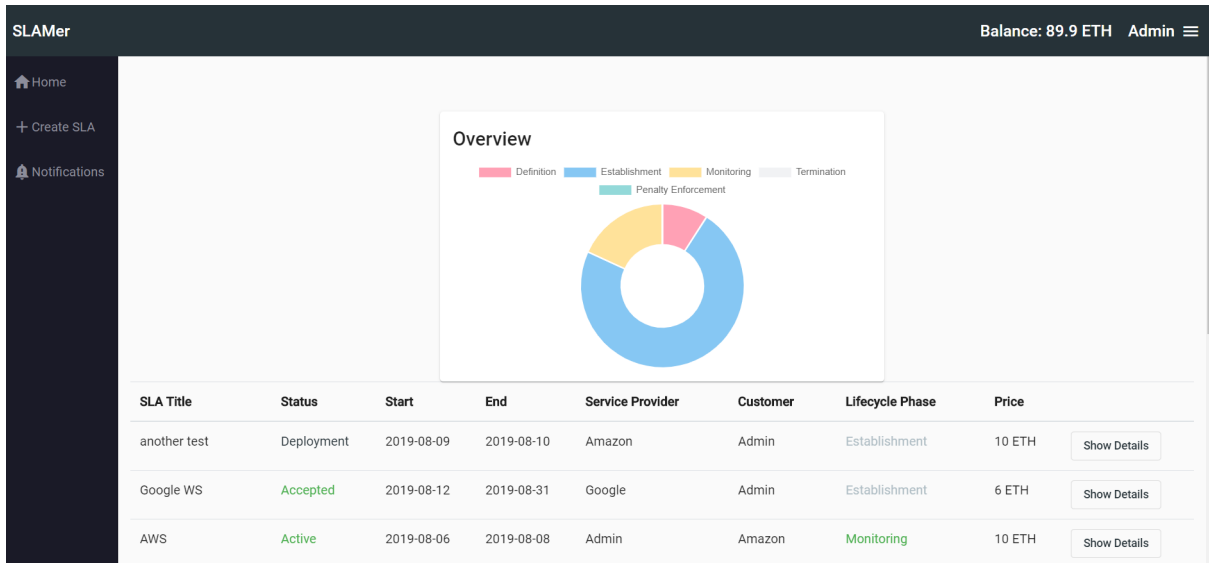 SLAMer Balance: 89.9 ETH Admin
Home
Create SLA
Notifications
Overview
Definition Establishment Monitoring Termination
Penalty Enforcement
SLA Title Status Start End Service Provider Customer Lifecycle Phase Price
another test Deployment 2019-08-09 2019-08-10 Amazon Admin Establishment 10 ETH Show Details
Google WS Accepted 2019-08-12 2019-08-31 Google Admin Establishment 6 ETH Show Details
AWS Active 2019-08-06 2019-08-08 Admin Amazon Monitoring 10 ETH Show Details